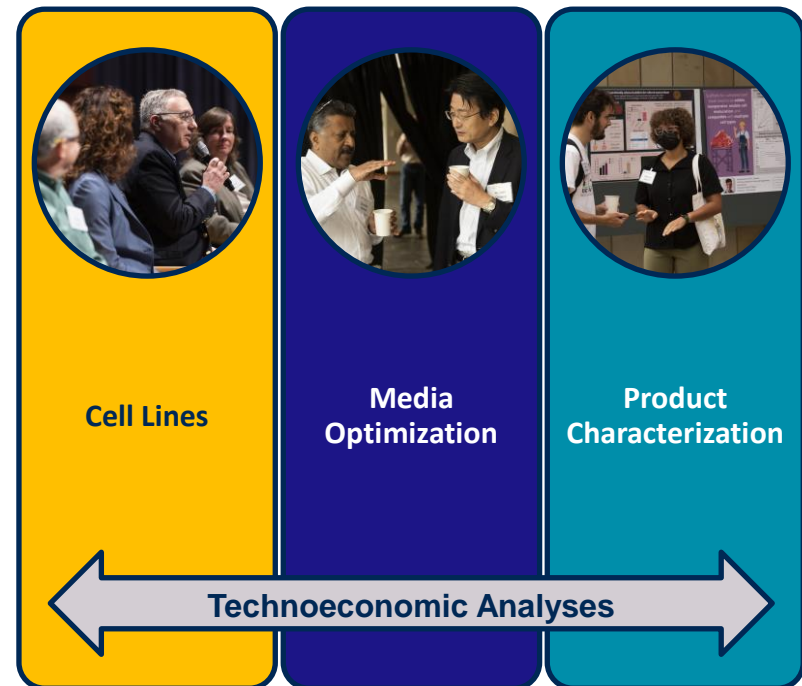 Cell Lines
Media
Optimization
Product
Characterization
Technoeconomic Analyses